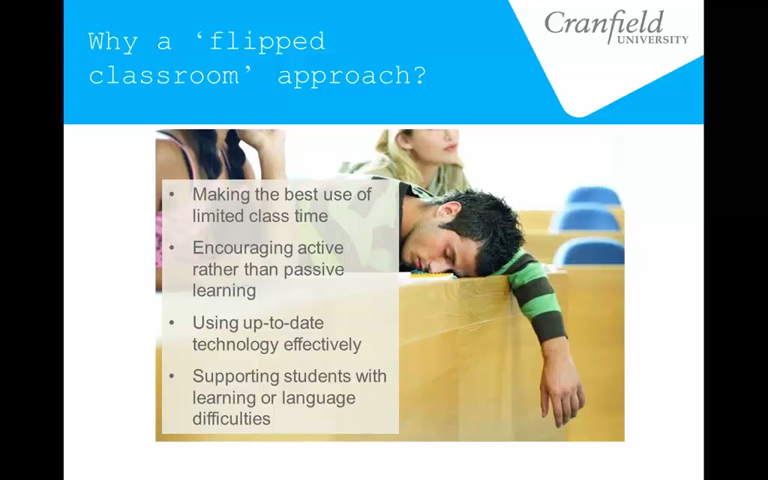 Why a ‘flipped
classroom’ approach?
Cranfield
UNIVERSITY
• Making the best use of
limited class time
• Encouraging active
rather than passive
learning
• Using up-to-date
technology effectively
• Supporting students with
learning or language
difficulties